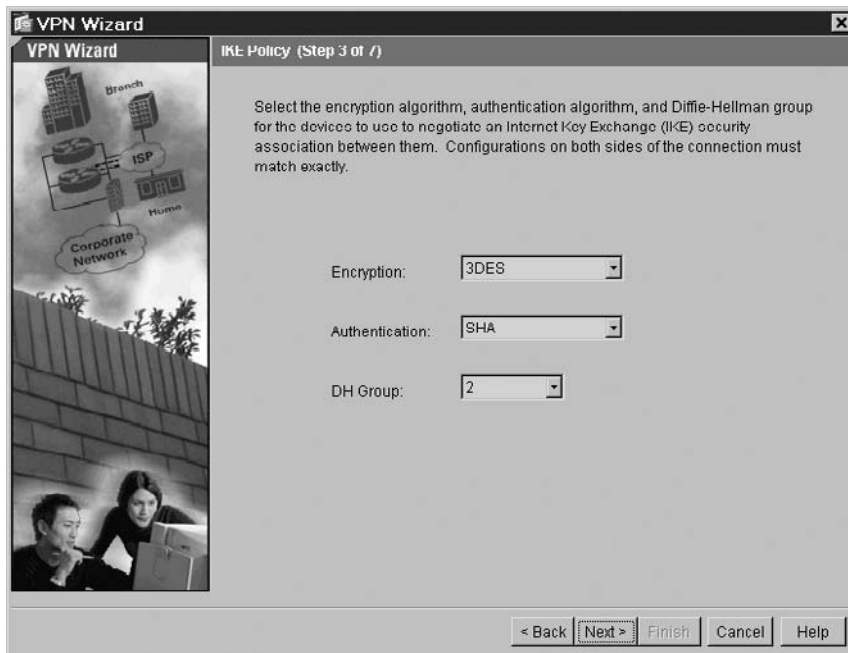 VPN Wizard
VPN Wizard
IKE Policy (Step 3 of 7)
Branch
ISP
Home
Corporate
Network
Select the encryption algorithm, authentication algorithm, and Diffie-Hellman group
for the devices to use to negotiate an Internet Key Exchange (IKE) security
association between them. Configurations on both sides of the connection must
match exactly.
Encryption: 3DES
Authentication: SHA
DH Group: 2
< Back Next > Finish Cancel Help